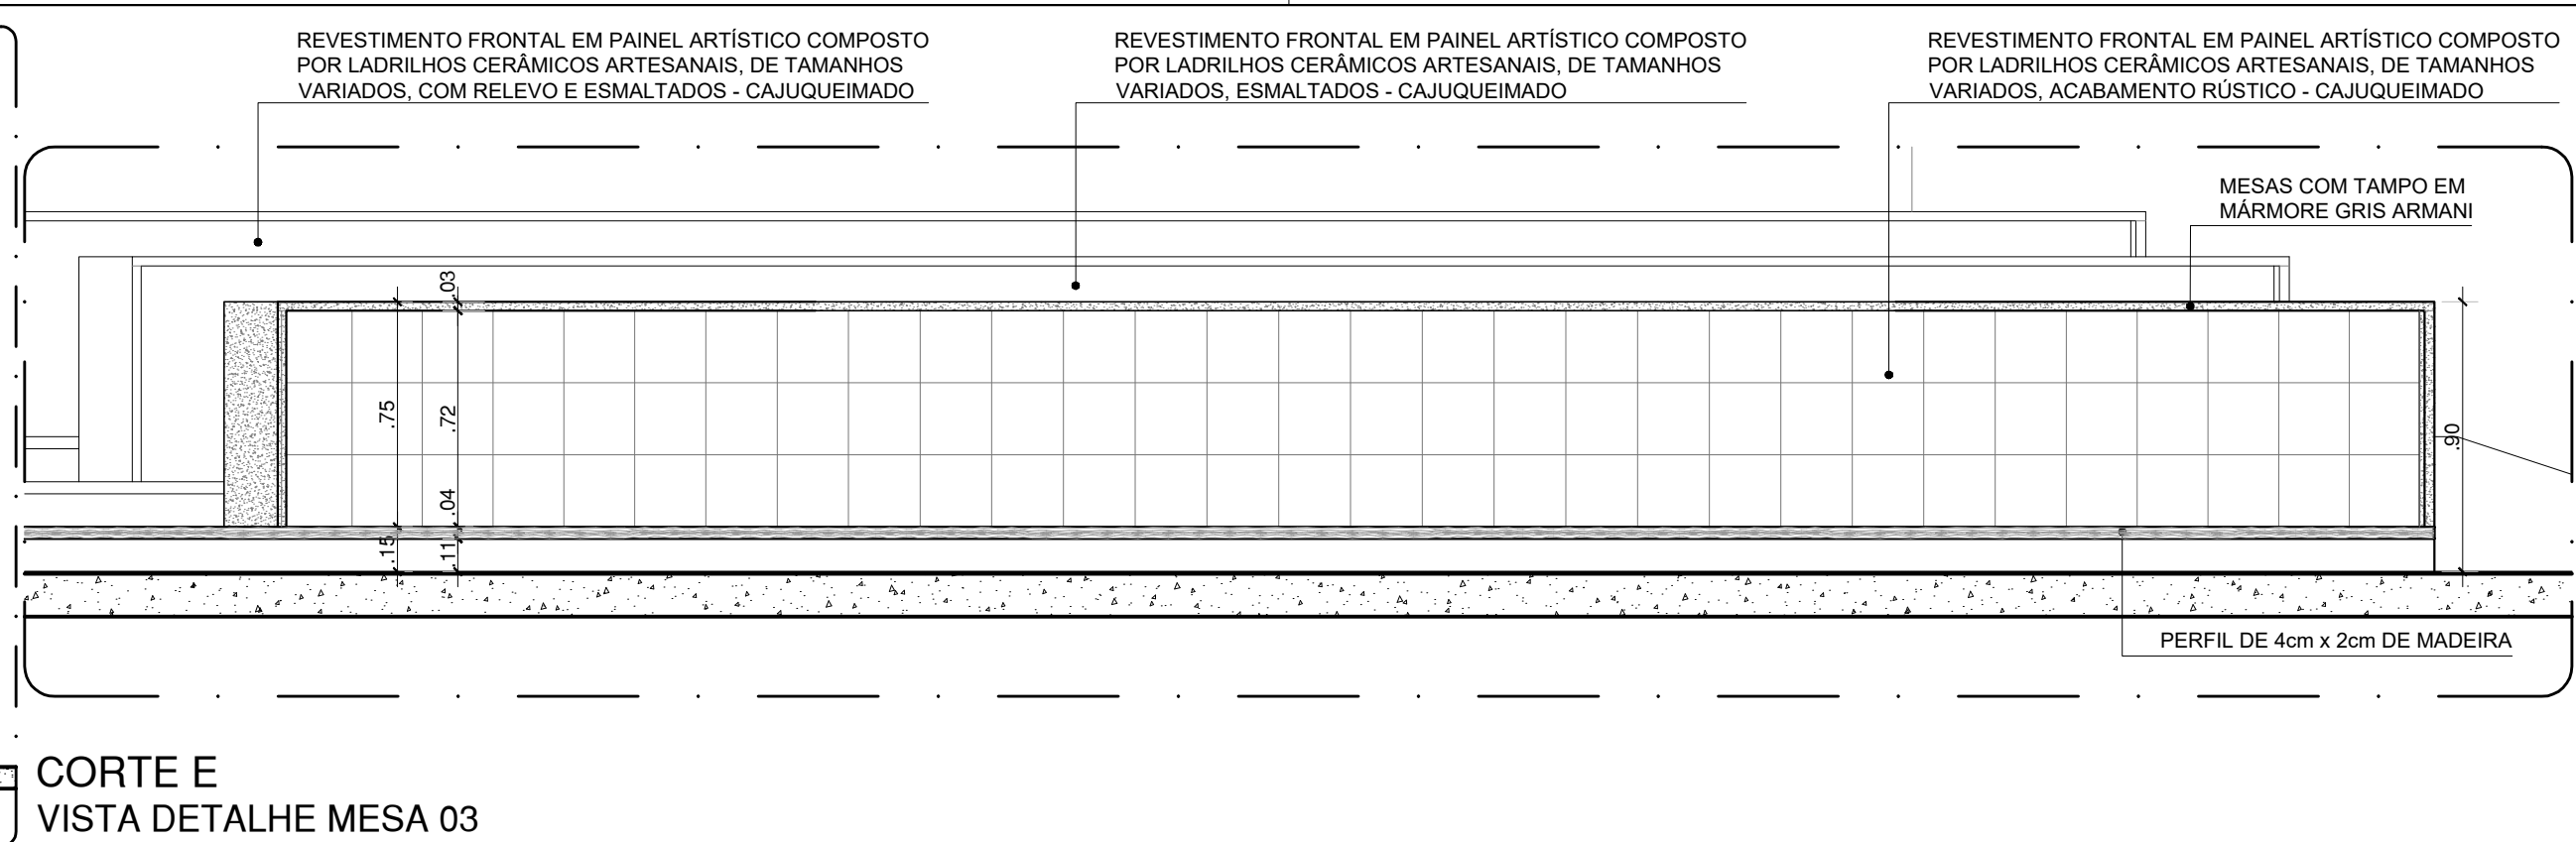 REVESTIMENTO FRONTAL EM PAINEL ARTÍSTICO COMPOSTO
POR LADRILHOS CERÂMICOS ARTESANAIS, DE TAMANHOS
VARIADOS, COM RELEVO E ESMALTADOS - CAJUQUEIMADO
REVESTIMENTO FRONTAL EM PAINEL ARTÍSTICO COMPOSTO
POR LADRILHOS CERÂMICOS ARTESANAIS, DE TAMANHOS
VARIADOS, ESMALTADOS - CAJUQUEIMADO
REVESTIMENTO FRONTAL EM PAINEL ARTÍSTICO COMPOSTO
POR LADRILHOS CERÂMICOS ARTESANAIS, DE TAMANHOS
VARIADOS, ACABAMENTO RÚSTICO - CAJUQUEIMADO
MESAS COM TAMPO EM
MÁRMORE GRIS ARMANI
.03
.75
.72
.90
.04
.15
.11
PERFIL DE 4cm x 2cm DE MADEIRA
CORTE E
VISTA DETALHE MESA 03